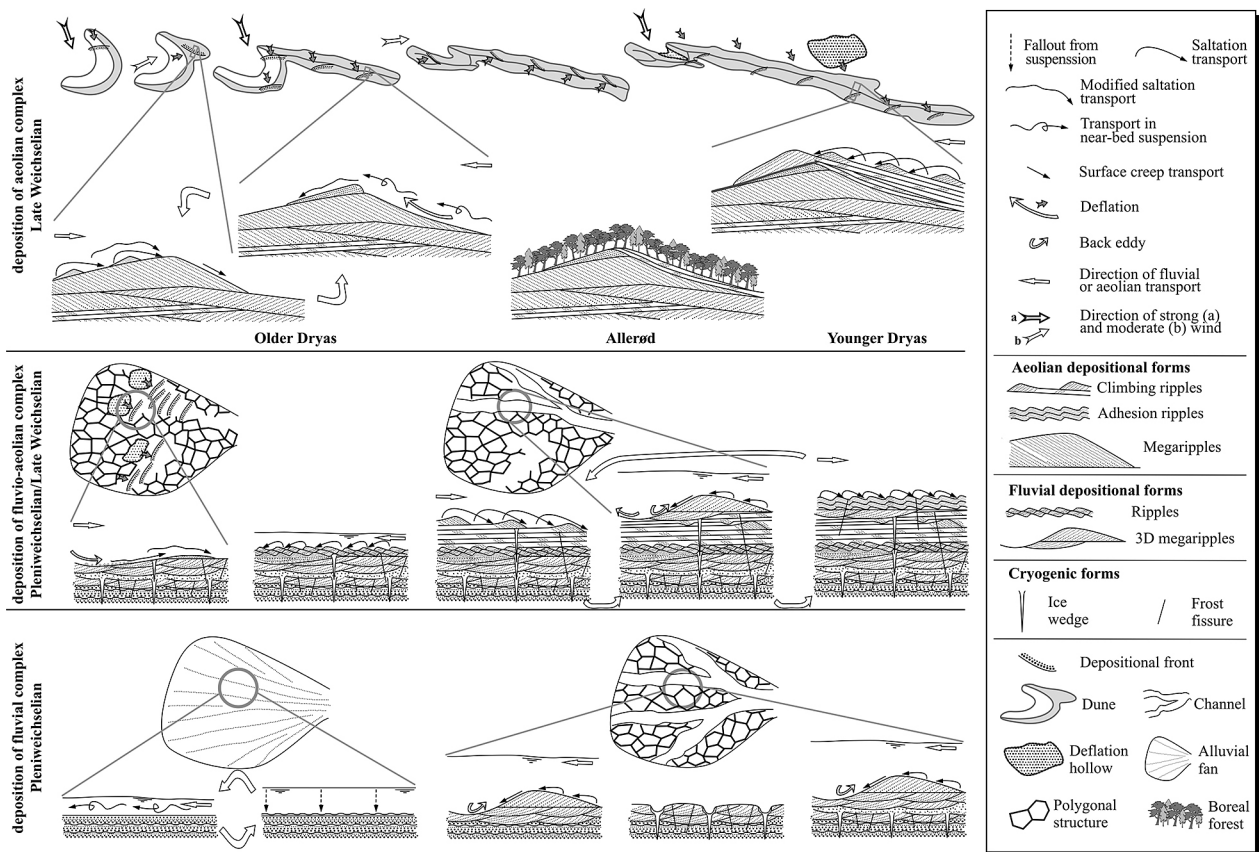 deposition of aeolian complex
Late Weichselian
Older Dryas
Allerød
Younger Dryas
deposition of fluvio-aeolian complex
Pleniweichselian/Late Weichselian
deposition of fluvial complex
Pleniweichselian
Fallout from
suspenssion
Saltation
transport
Modified saltation
transport
Transport in
near-bed suspension
Surface creep transport
Deflation
Back eddy
Direction of fluvial
or aeolian transport
a
b
Direction of strong (a)
and moderate (b) wind
Aeolian depositional forms
Climbing ripples
Adhesion ripples
Megaripples
Fluvial depositional forms
Ripples
3D megaripples
Cryogenic forms
Ice
wedge
Frost
fissure
Depositional front
Dune
Channel
Deflation
hollow
Alluvial
fan
Polygonal
structure
Boreal
forest